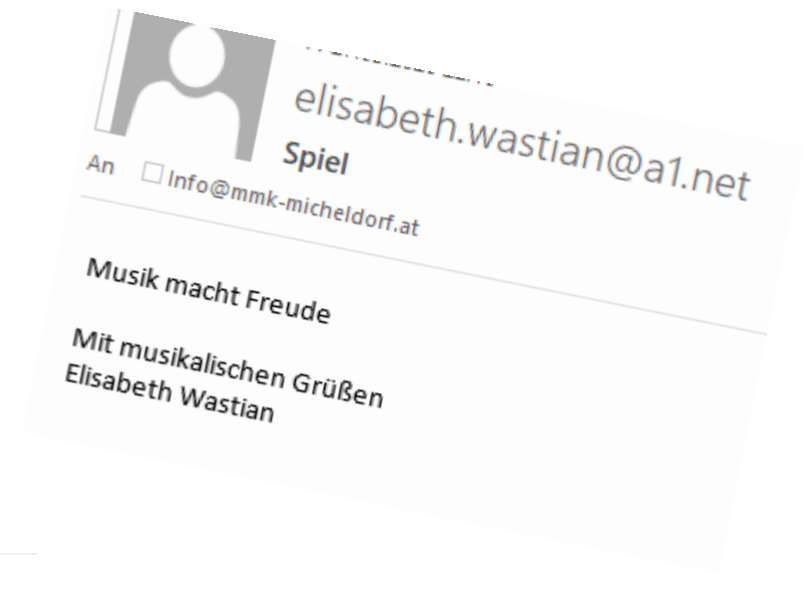 elisabeth.wastian@a1.net
Spiel
An Info@mmk-micheldorf.at
Musik macht Freude
Mit musikalischen Grüßen
Elisabeth Wastian